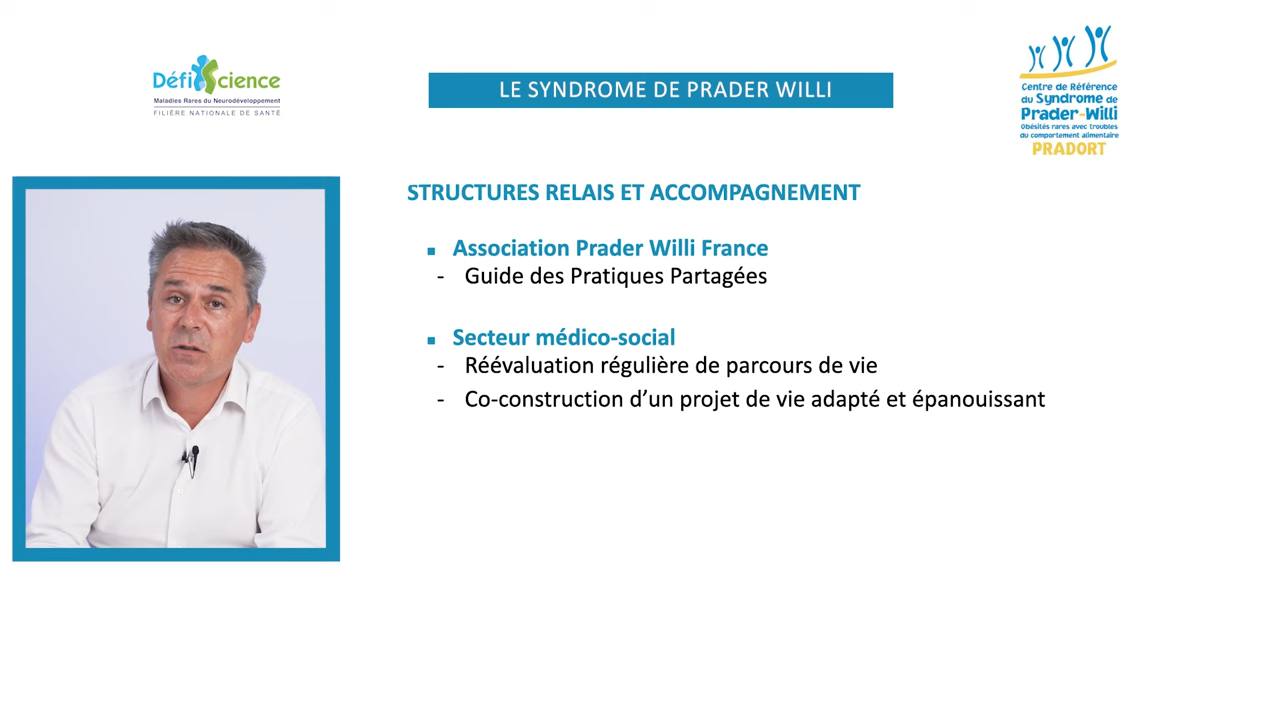 DéfiScience
Maladies Rares du Neurodéveloppement
FILIÈRE NATIONALE DE SANTÉ
LE SYNDROME DE PRADER WILLI
Centre de Référence
du Syndrome de
Prader-Willi
Obésités rares avec troubles
du comportement alimentaire
PRADORT
STRUCTURES RELAIS ET ACCOMPAGNEMENT
▪ Association Prader Willi France
- Guide des Pratiques Partagées
▪ Secteur médico-social
- Réévaluation régulière de parcours de vie
- Co-construction d’un projet de vie adapté et épanouissant